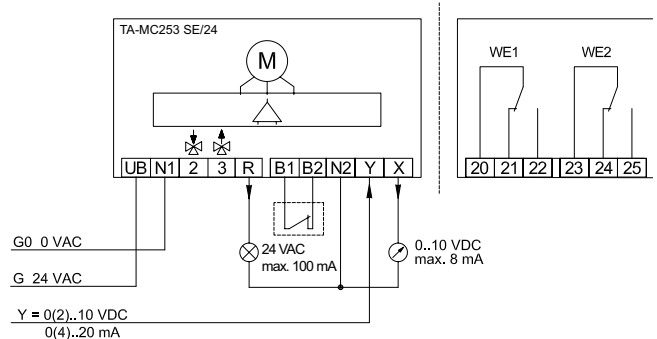 TA-MC253 SE/24
M
WE1 WE2
UB N1 2 3 R B1 B2 N2 Y X
20 21 22 23 24 25
G0 0 VAC
24 VAC
max. 100 mA
0..10 VDC
max. 8 mA
G 24 VAC
Y = 0(2)..10 VDC
0(4)..20 mA